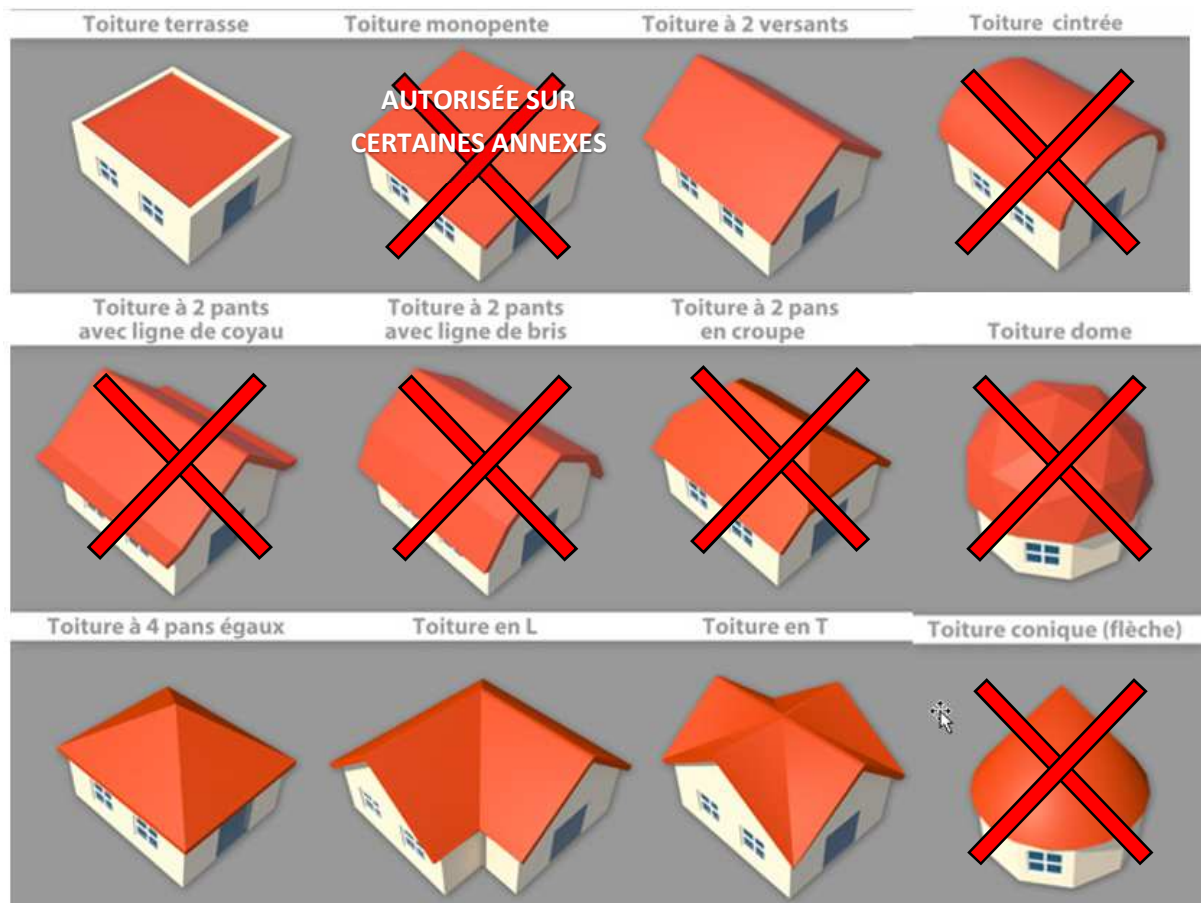 Toiture terrasse
Toiture monopente
Toiture à 2 versants
Toiture cintrée
AUTORISÉE SUR
CERTAINES ANNEXES
Toiture à 2 pants
avec ligne de coyau
Toiture à 2 pants
avec ligne de bris
Toiture à 2 pans
en croupe
Toiture dome
Toiture à 4 pans égaux
Toiture en L
Toiture en T
Toiture conique (flèche)